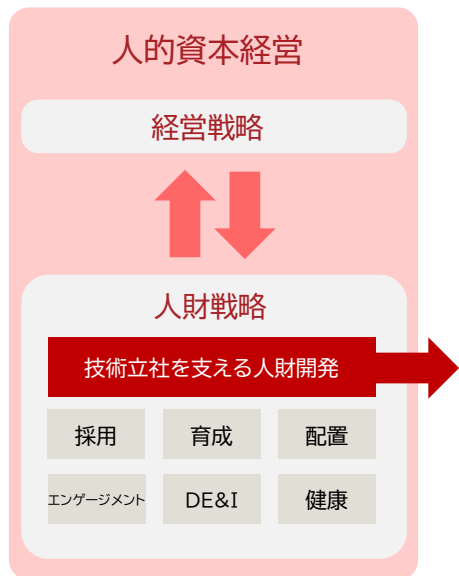 人的資本経営
経営戦略
人財戦略
技術立社を支える人財開発
採用 育成 配置
エンゲージメント DE&I 健康